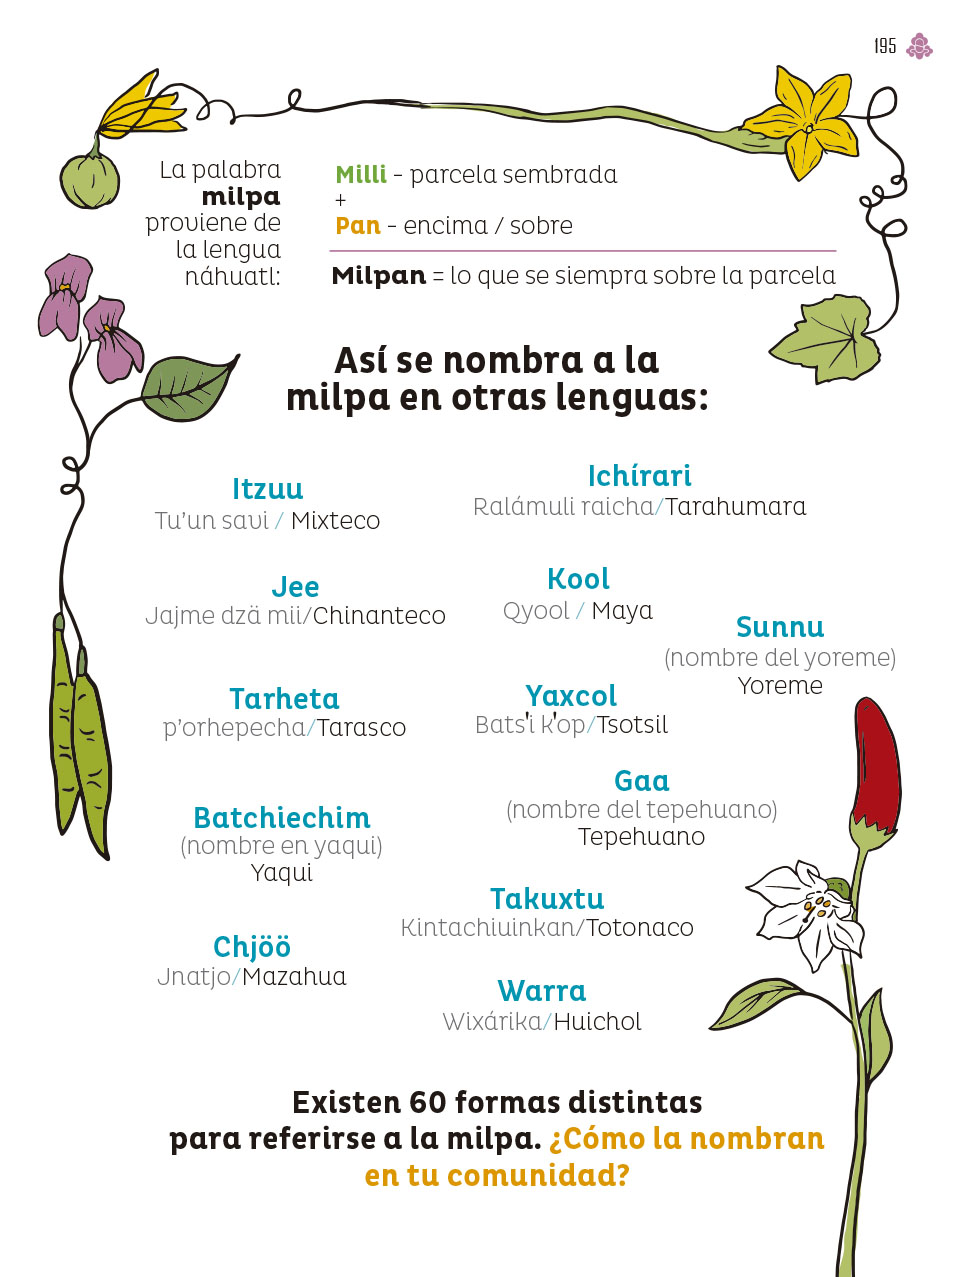 195
La palabra
milpa
proviene de
la lengua
náhuatl:
Milli - parcela sembrada
+
Pan - encima / sobre
Milpan = lo que se siempra sobre la parcela
Así se nombra a la
milpa en otras lenguas:
Itzuu
Tu’un savi / Mixteco
Ichírari
Ralámuli raicha/Tarahumara
Jee
Jajme dzä mii/Chinanteco
Kool
Qyool / Maya
Sunnu
(nombre del yoreme)
Yoreme
Tarheta
p’orhepecha/Tarasco
Yaxcol
Bats'i k'op/Tsotsil
Gaa
(nombre del tepehuano)
Tepehuano
Batchiechim
(nombre en yaqui)
Yaqui
Takuxtu
Kintachiuinkan/Totonaco
Chjöö
Jnatjo/Mazahua
Warra
Wixárika/Huichol
Existen 60 formas distintas
para referirse a la milpa. ¿Cómo la nombran
en tu comunidad?